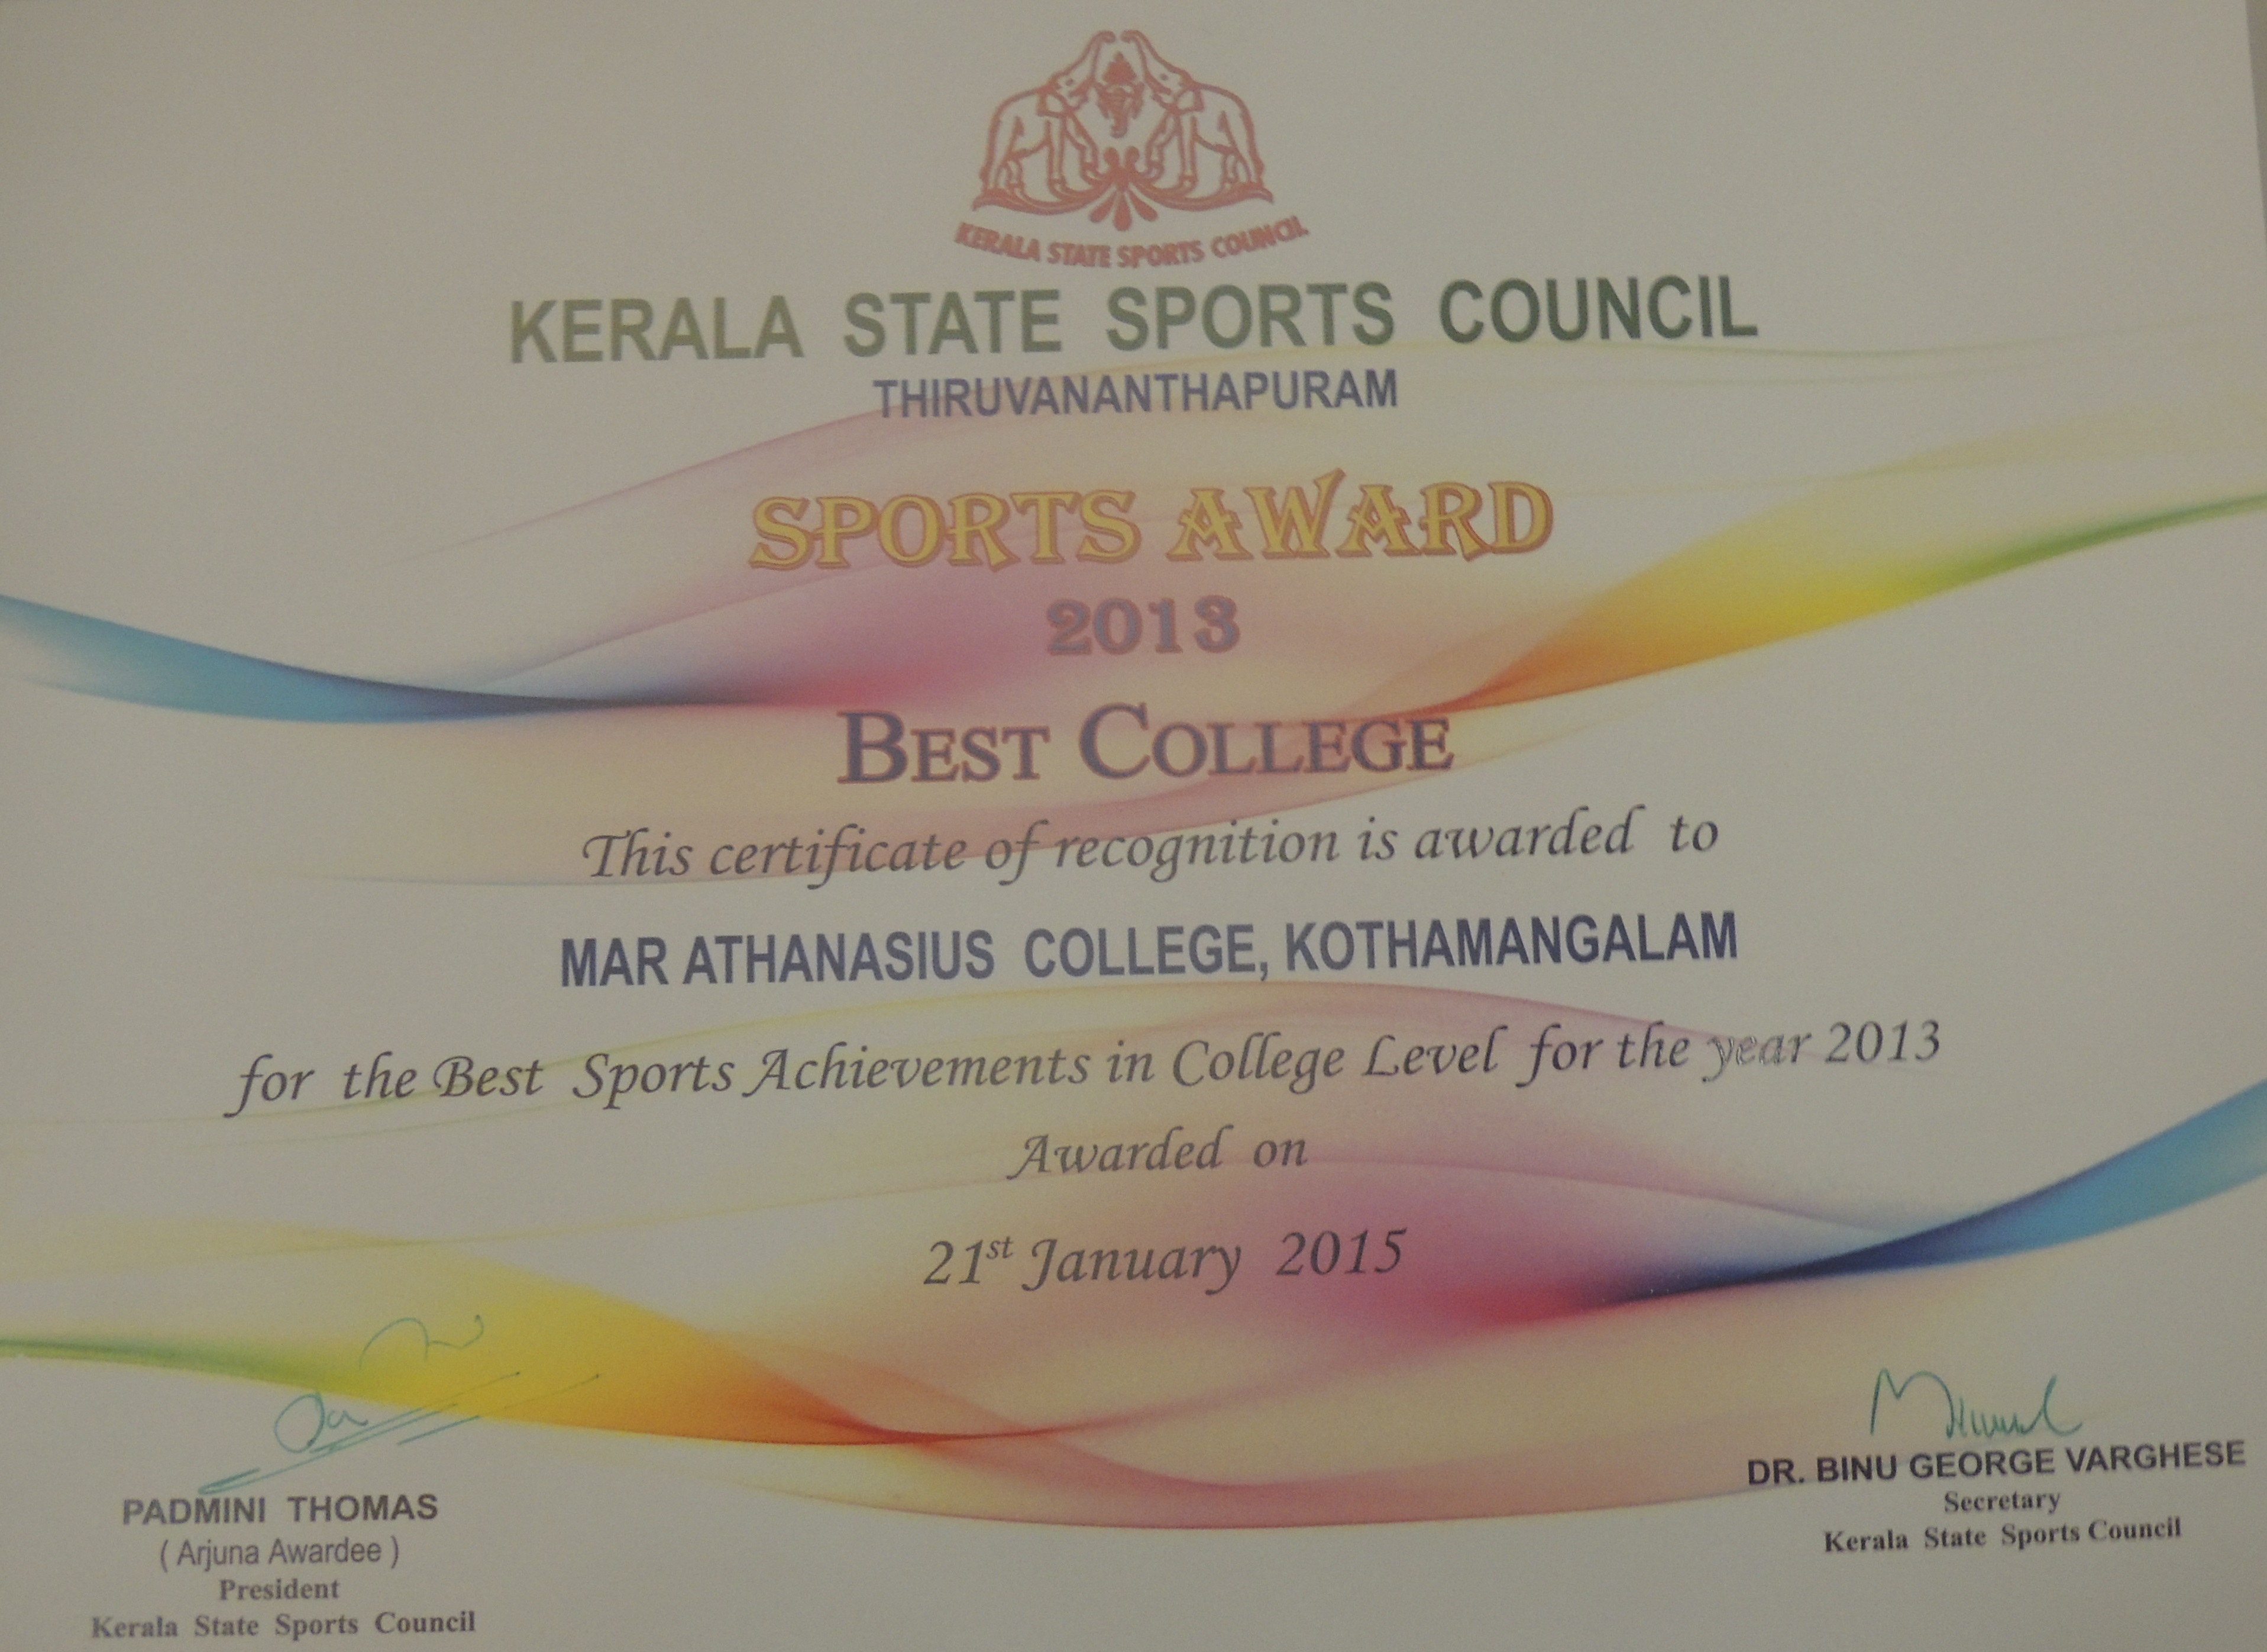 KERALA STATE SPORTS COUNCIL
KERALA STATE SPORTS COUNCIL
THIRUVANANTHAPURAM
SPORTS AWARD
2013
BEST COLLEGE
This certificate of recognition is awarded to
MAR ATHANASIUS COLLEGE, KOTHAMANGALAM
for the Best Sports Achievements in College Level for the year 2013
Awarded on
21st January 2015
PADMINI THOMAS
( Arjuna Awardee )
President
Kerala State Sports Council
DR. BINU GEORGE VARGHESE
Secretary
Kerala State Sports Council